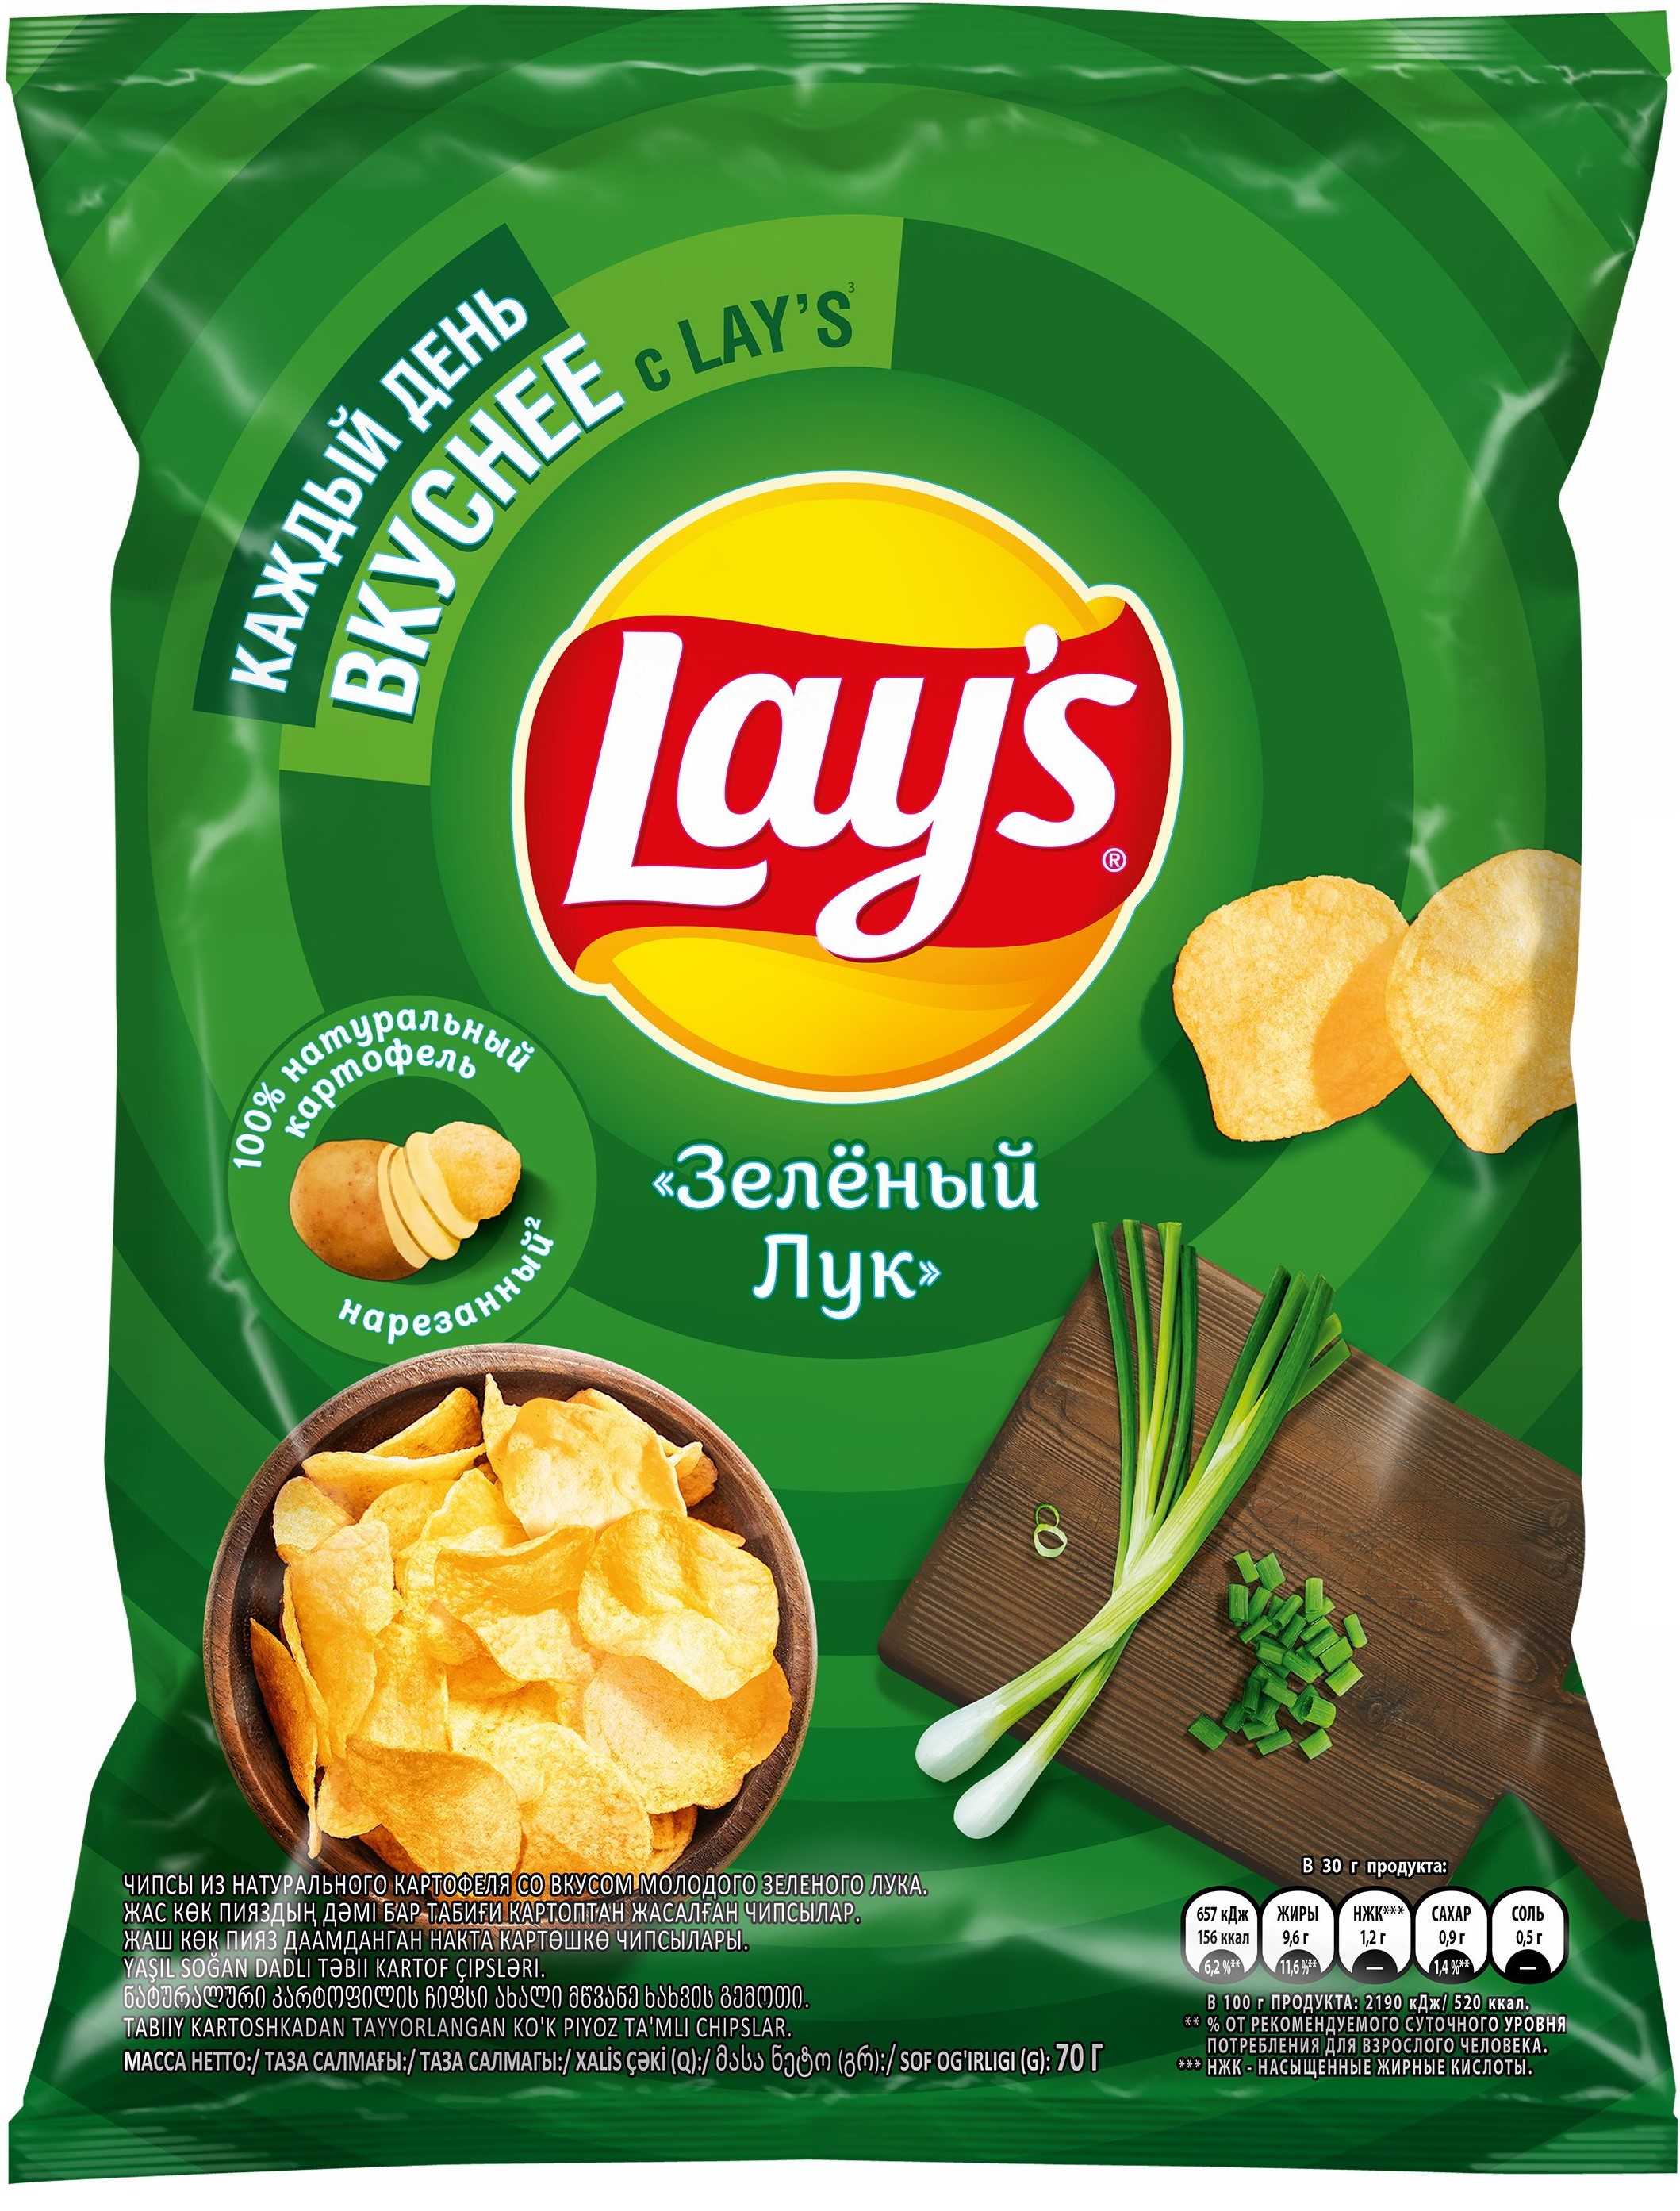 КАЖДЫЙ ДЕНЬ
ВКУСНЕЕ с LAY'S³
Lay's®
100% натуральный
картофель
нарезанный²
«Зелёный
Лук»
ЧИПСЫ ИЗ НАТУРАЛЬНОГО КАРТОФЕЛЯ СО ВКУСОМ МОЛОДОГО ЗЕЛЕНОГО ЛУКА.
ЖАС КӨК ПИЯЗДЫҢ ДӘМІ БАР ТАБИҒИ КАРТОПТАН ЖАСАЛҒАН ЧИПСЫЛАР.
ЖАШ КӨК ПИЯЗ ДААМДАНГАН НАКТА КАРТӨШКӨ ЧИПСЫЛАРЫ.
YAŞIL SOĞAN DADLI TƏBII KARTOF ÇIPSLƏRI.
ნატურალური კარტოფილის ჩიფსი ახალი მწვანე ხახვის გემოთი.
TABIIY KARTOSHKADAN TAYYORLANGAN KO'K PIYOZ TA'MLI CHIPSLAR.
МАССА НЕТТО:/ ТАЗА САЛМАҒЫ:/ ТАЗА САЛМАГЫ:/ XALİS ÇƏKİ (Q):/ მასა ნეტო (გრ):/ SOF OG'IRLIGI (G): 70 Г
В 30 г продукта:
657 кДж ЖИРЫ НЖК*** САХАР СОЛЬ
156 ккал 9,6 г 1,2 г 0,9 г 0,5 г
6,2 %** 11,6 %** — 1,4 %** —
В 100 г ПРОДУКТА: 2190 кДж/ 520 ккал.
** % ОТ РЕКОМЕНДУЕМОГО СУТОЧНОГО УРОВНЯ
ПОТРЕБЛЕНИЯ ДЛЯ ВЗРОСЛОГО ЧЕЛОВЕКА.
*** НЖК - НАСЫЩЕННЫЕ ЖИРНЫЕ КИСЛОТЫ.